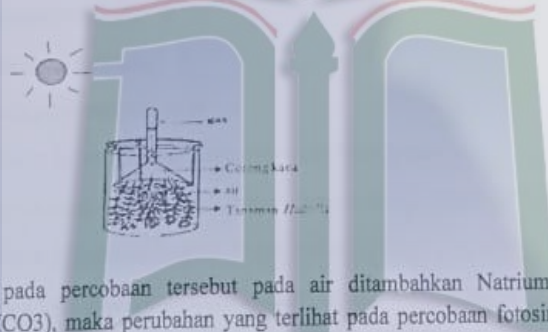 Gas
Corong kaca
air
Tanaman
pada percobaan tersebut pada air ditambahkan Natrium
CO3), maka perubahan yang terlihat pada percobaan fotosin